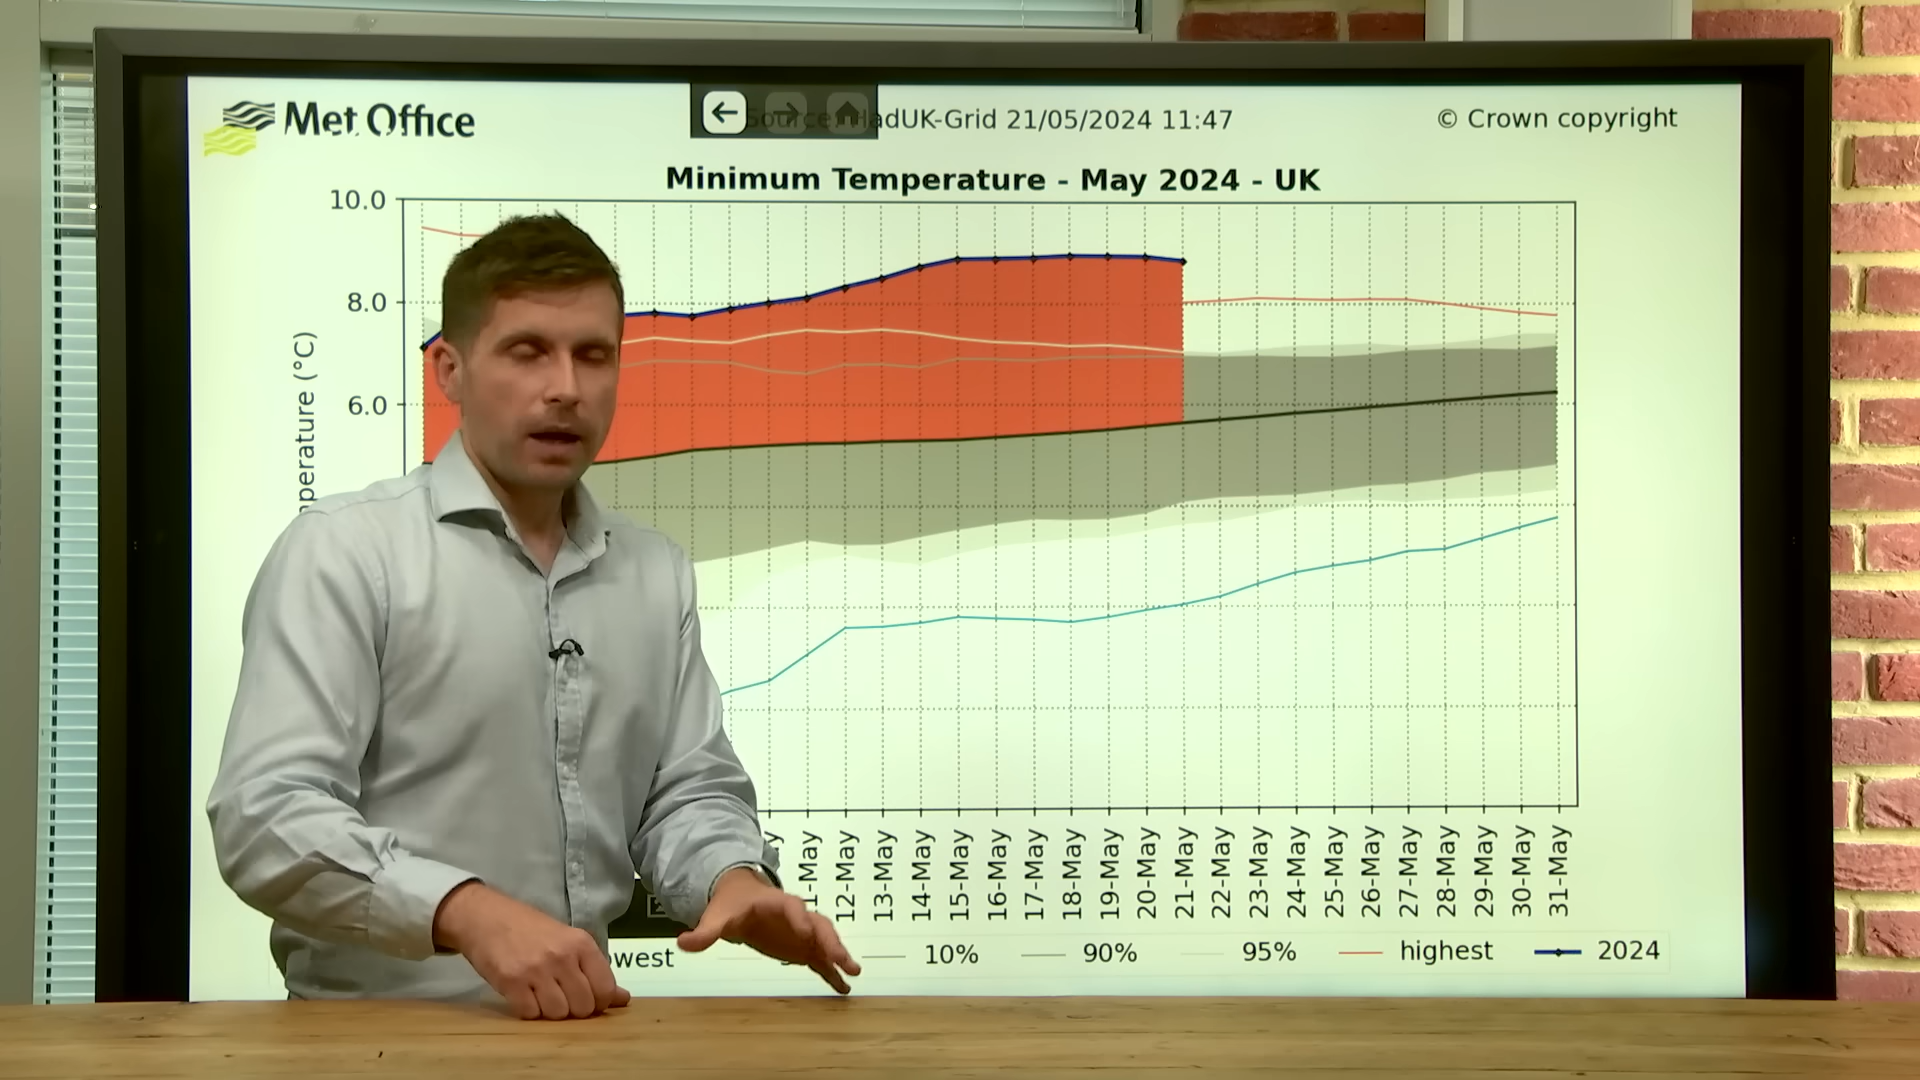 Met Office
Source: HadUK-Grid 21/05/2024 11:47
© Crown copyright
Minimum Temperature - May 2024 - UK
10.0
8.0
6.0
(°C)
12-May
13-May
14-May
15-May
16-May
17-May
18-May
19-May
20-May
21-May
22-May
23-May
24-May
25-May
26-May
27-May
28-May
29-May
30-May
31-May
10%
90%
95%
highest
2024